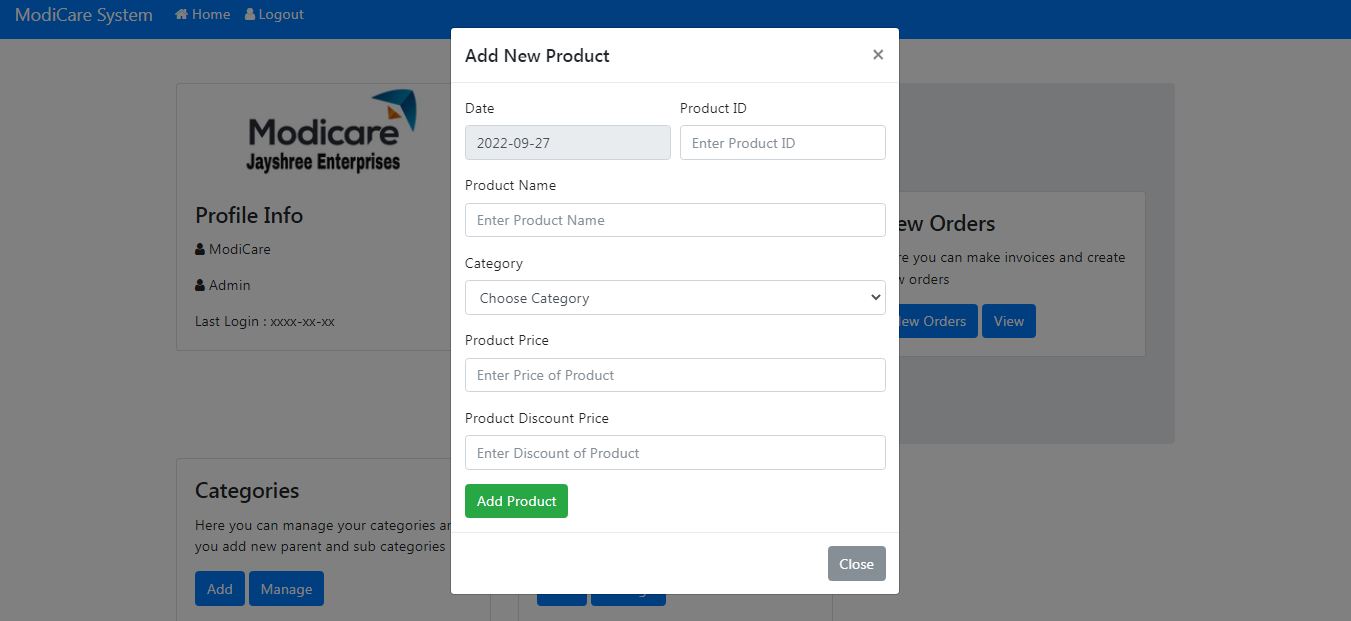 ModiCare System Home Logout
Modicare
Jayshree Enterprises
Profile Info
ModiCare
Admin
Last Login : xxxx-xx-xx
Add New Product
×
Date
Product ID
2022-09-27
Enter Product ID
Product Name
Enter Product Name
Category
Choose Category
Product Price
Enter Price of Product
Product Discount Price
Enter Discount of Product
Add Product
Close
ew Orders
re you can make invoices and create
w orders
New Orders View
Categories
Here you can manage your categories an
you add new parent and sub categories
Add Manage